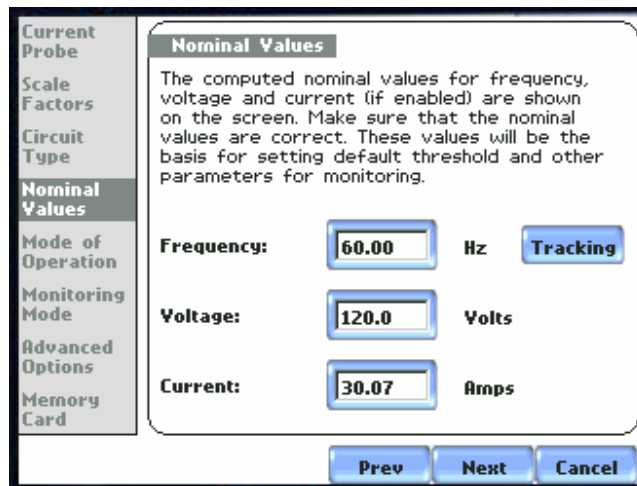 Current
Probe
Scale
Factors
Circuit
Type
Nominal
Values
Mode of
Operation
Monitoring
Mode
Advanced
Options
Memory
Card
Nominal Values
The computed nominal values for frequency,
voltage and current (if enabled) are shown
on the screen. Make sure that the nominal
values are correct. These values will be the
basis for setting default threshold and other
parameters for monitoring.
Frequency: 60.00 Hz Tracking
Voltage: 120.0 Volts
Current: 30.07 Amps
Prev Next Cancel